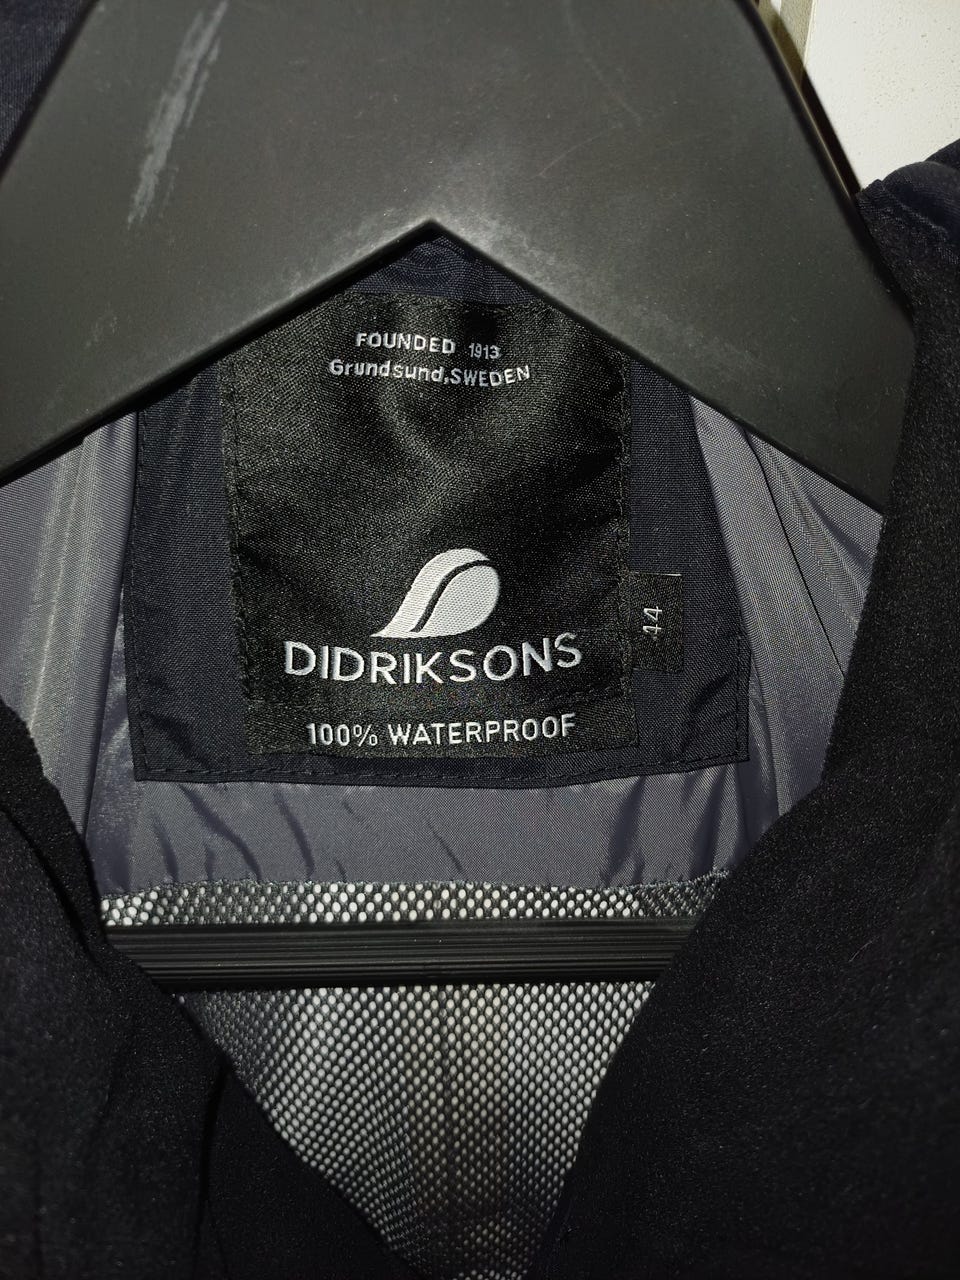 FOUNDED 1913
Grundsund,SWEDEN
DIDRIKSONS
44
100% WATERPROOF